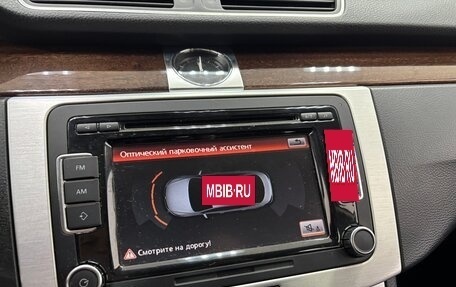 Оптический парковочный ассистент
FM
AM
MBIB.RU
MBIB.RU
Смотрите на дорогу!